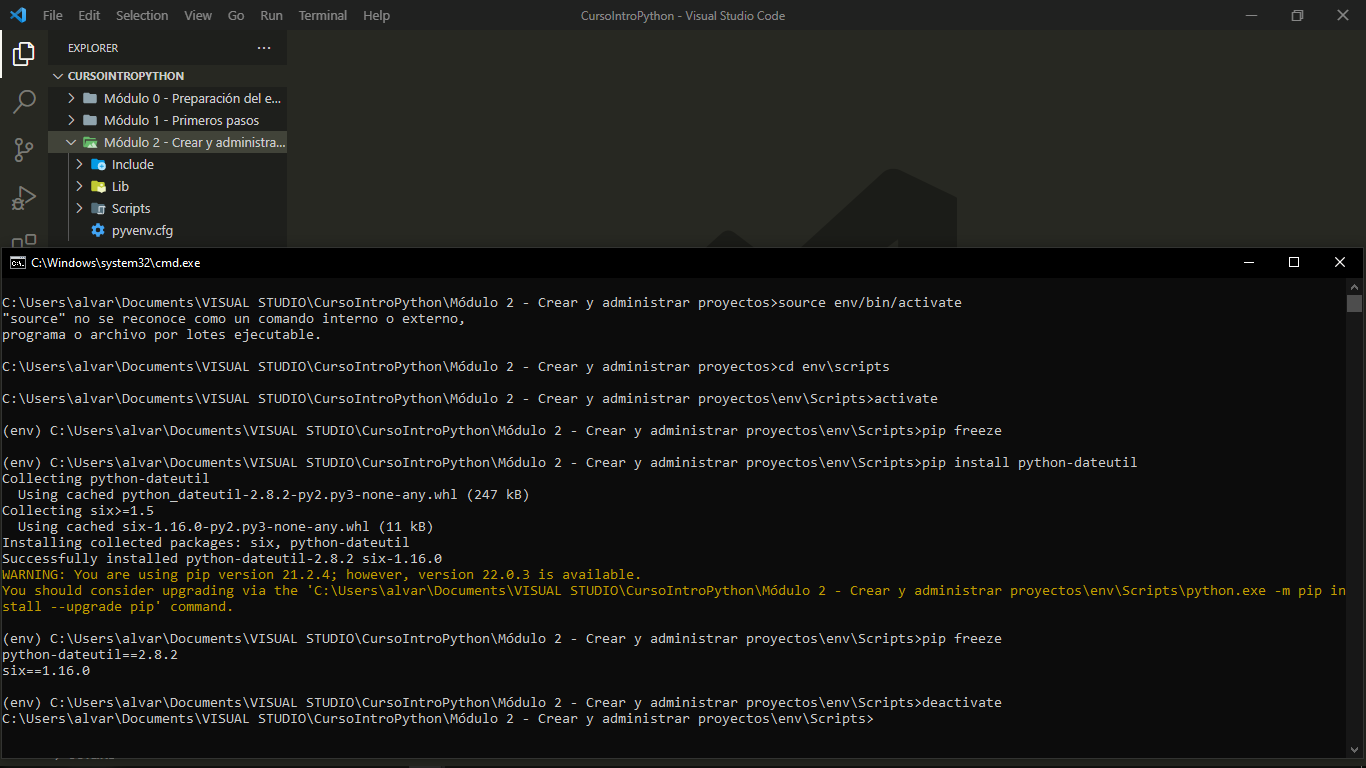 File Edit Selection View Go Run Terminal Help
CursoIntroPython - Visual Studio Code
EXPLORER
CURSOINTROPYTHON
Módulo 0 - Preparación del e...
Módulo 1 - Primeros pasos
Módulo 2 - Crear y administra...
Include
Lib
Scripts
pyvenv.cfg
C:\Windows\system32\cmd.exe
C:\Users\alvar\Documents\VISUAL STUDIO\CursoIntroPython\Módulo 2 - Crear y administrar proyectos>source env/bin/activate
"source" no se reconoce como un comando interno o externo,
programa o archivo por lotes ejecutable.
C:\Users\alvar\Documents\VISUAL STUDIO\CursoIntroPython\Módulo 2 - Crear y administrar proyectos>cd env\scripts
C:\Users\alvar\Documents\VISUAL STUDIO\CursoIntroPython\Módulo 2 - Crear y administrar proyectos\env\Scripts>activate
(env) C:\Users\alvar\Documents\VISUAL STUDIO\CursoIntroPython\Módulo 2 - Crear y administrar proyectos\env\Scripts>pip freeze
(env) C:\Users\alvar\Documents\VISUAL STUDIO\CursoIntroPython\Módulo 2 - Crear y administrar proyectos\env\Scripts>pip install python-dateutil
Collecting python-dateutil
Using cached python_dateutil-2.8.2-py2.py3-none-any.whl (247 kB)
Collecting six>=1.5
Using cached six-1.16.0-py2.py3-none-any.whl (11 kB)
Installing collected packages: six, python-dateutil
Successfully installed python-dateutil-2.8.2 six-1.16.0
WARNING: You are using pip version 21.2.4; however, version 22.0.3 is available.
You should consider upgrading via the 'C:\Users\alvar\Documents\VISUAL STUDIO\CursoIntroPython\Módulo 2 - Crear y administrar proyectos\env\Scripts\python.exe -m pip in
stall --upgrade pip' command.
(env) C:\Users\alvar\Documents\VISUAL STUDIO\CursoIntroPython\Módulo 2 - Crear y administrar proyectos\env\Scripts>pip freeze
python-dateutil==2.8.2
six==1.16.0
(env) C:\Users\alvar\Documents\VISUAL STUDIO\CursoIntroPython\Módulo 2 - Crear y administrar proyectos\env\Scripts>deactivate
C:\Users\alvar\Documents\VISUAL STUDIO\CursoIntroPython\Módulo 2 - Crear y administrar proyectos\env\Scripts>